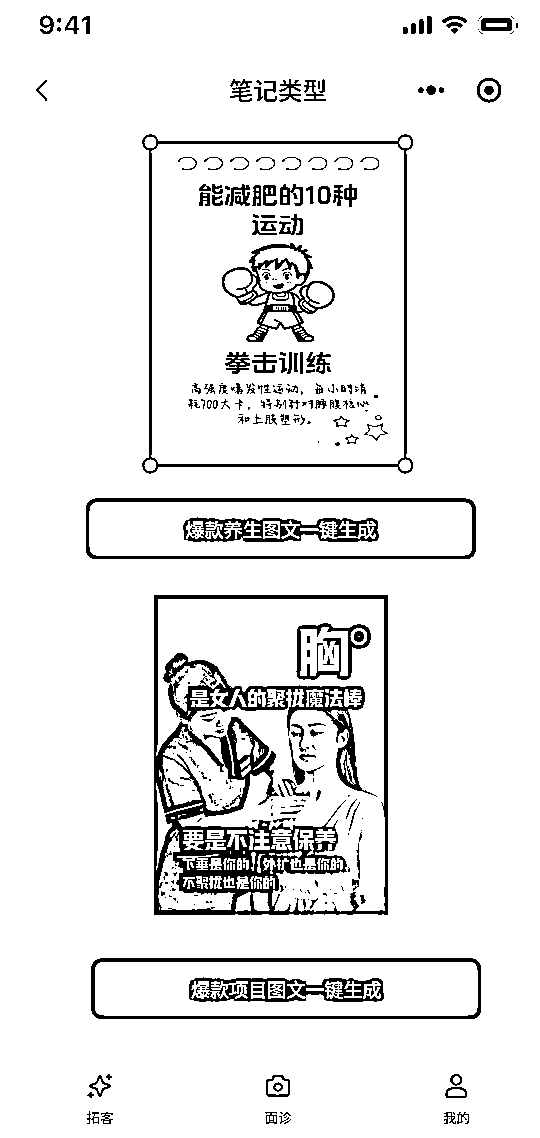 9:41
笔记类型
能减肥的10种
运动
拳击训练
高强度爆发性运动，每小时消
耗700大卡，特别针对腰腹核心
和上肢塑形。
爆款养生图文一键生成
胸
是女人的聚拢魔法棒
要是不注意保养
下垂是你的，外扩也是你的，
不聚拢也是你的
爆款项目图文一键生成
拓客
面诊
我的